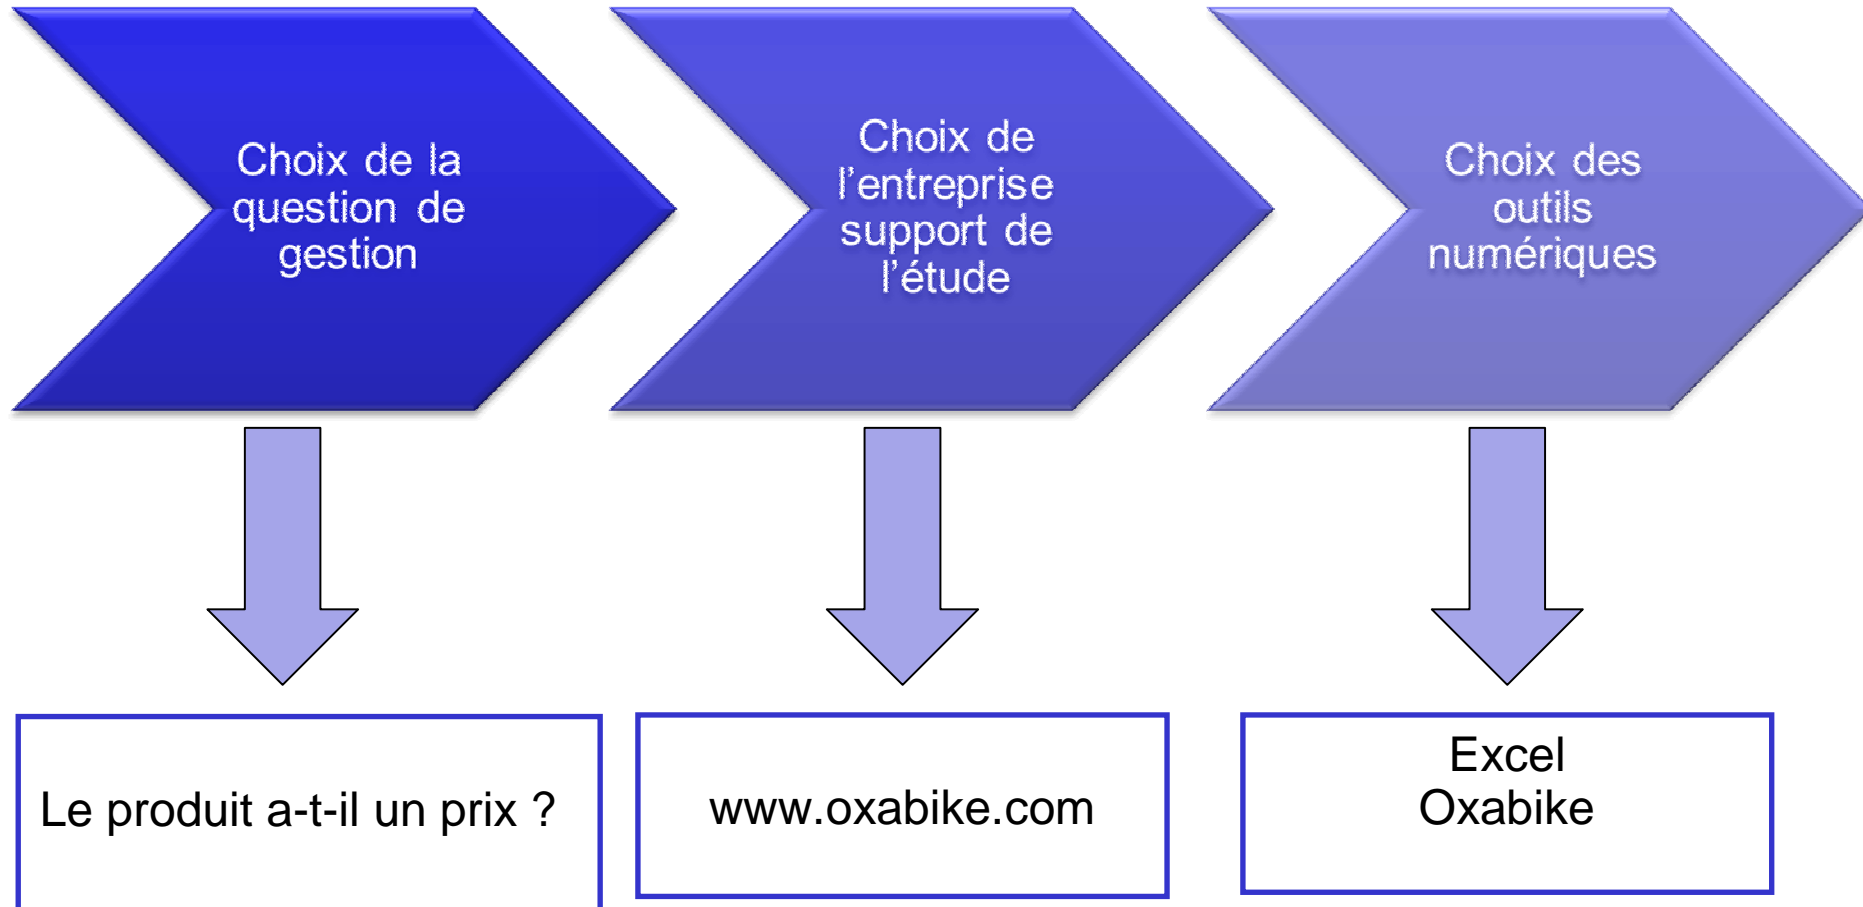 Choix de la
question de
gestion
Choix de
l’entreprise
support de
l’étude
Choix des
outils
numériques
Le produit a-t-il un prix ?
www.oxabike.com
Excel
Oxabike